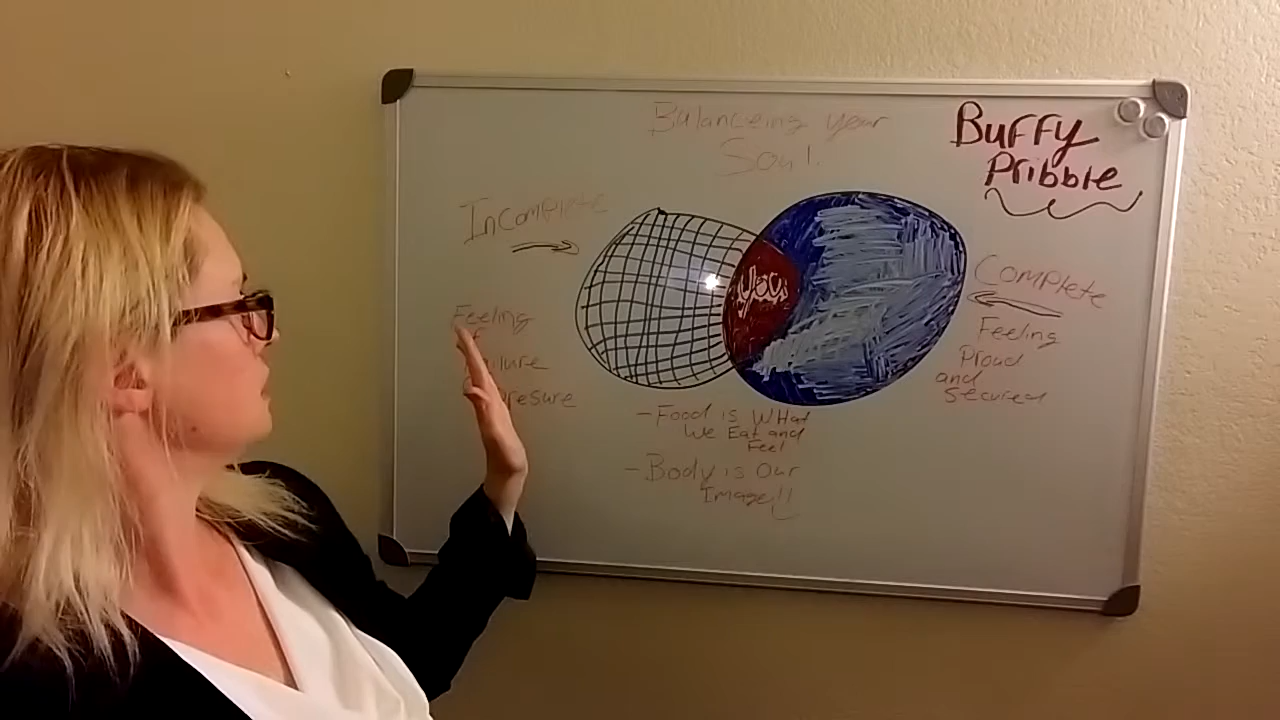 Balanceing your
Soul.
Buffy
Pribble
Incomplete
Feeling
you
Complete
Feeling
Proud
and
Secured
- Food is What
We Eat and
Feel
- Body is Our
Image!!